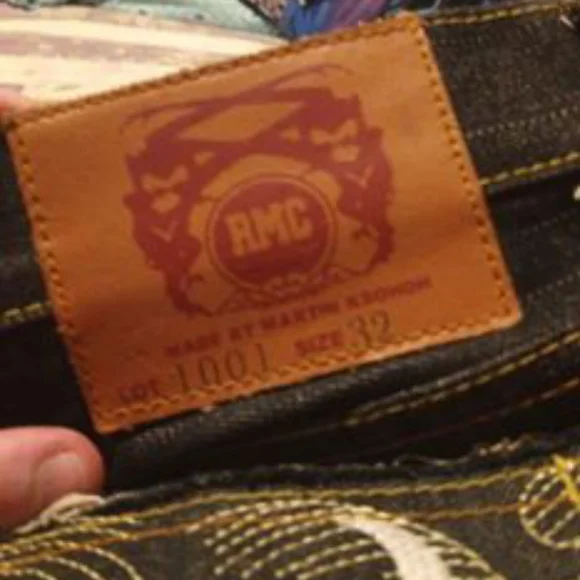 RMC
MADE BY MARTIN KSOHOH
LOT 1001 SIZE 32